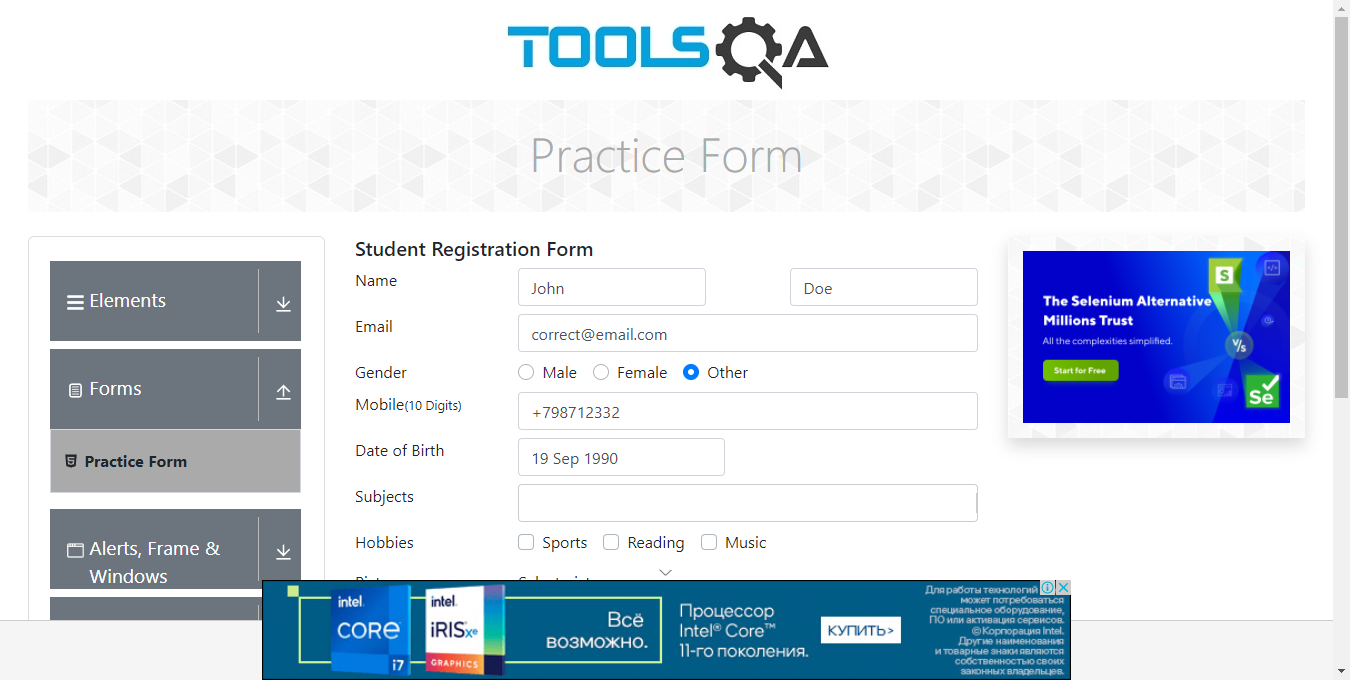 TOOLSQA
Practice Form
Elements
Forms
Practice Form
Alerts, Frame &
Windows
Student Registration Form
Name
John
Doe
Email
correct@email.com
Gender
Male
Female
Other
Mobile(10 Digits)
+798712332
Date of Birth
19 Sep 1990
Subjects
Hobbies
Sports
Reading
Music
The Selenium Alternative
Millions Trust
All the complexities simplified.
Start for Free
S
V/s
Se
intel.
CORE
i7
intel.
iRISxe
GRAPHICS
Всё
возможно.
Процессор
Intel® Core™
11-го поколения.
КУПИТЬ>
Для работы технологий
может потребоваться
специальное оборудование,
ПО или активация сервисов.
© Корпорация Intel.
Другие наименования
и товарные знаки являются
собственностью своих
законных владельцев.